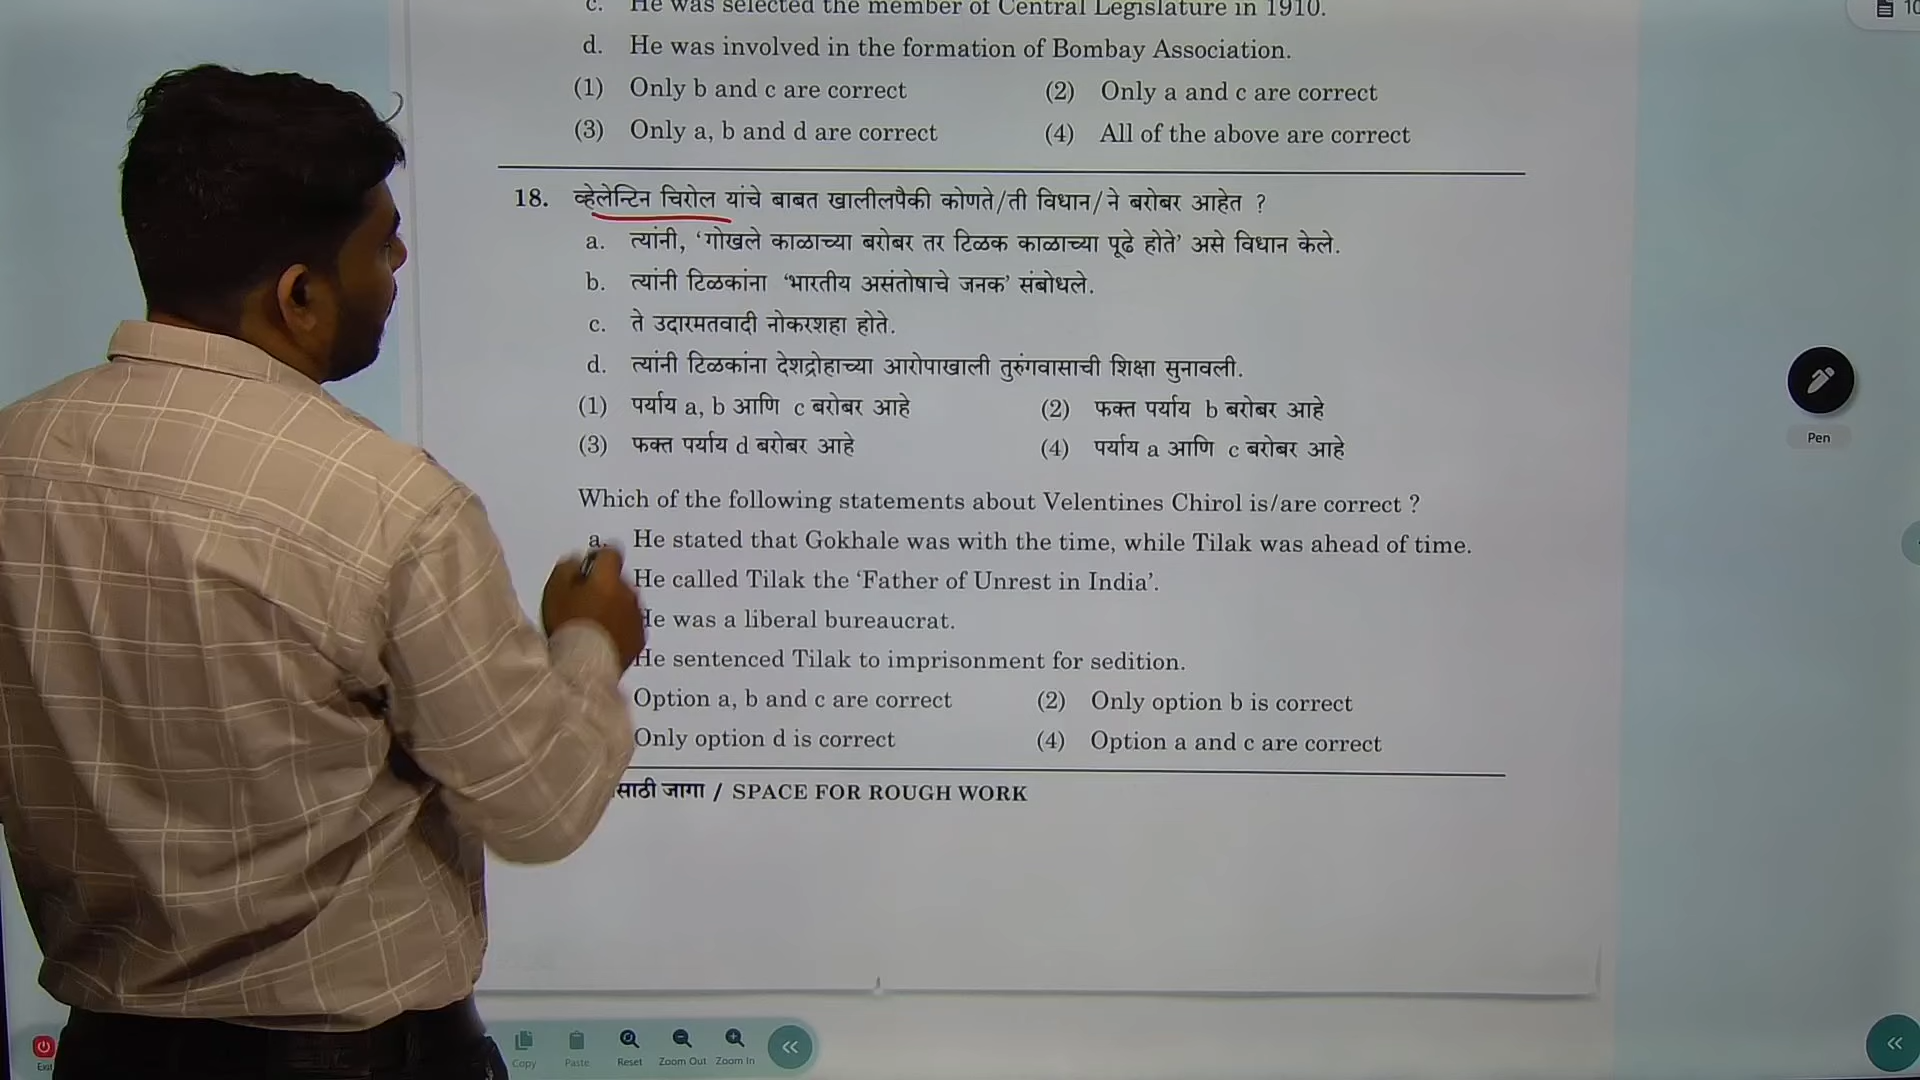 c. He was selected the member of Central Legislature in 1910.
d. He was involved in the formation of Bombay Association.
(1) Only b and c are correct (2) Only a and c are correct
(3) Only a, b and d are correct (4) All of the above are correct
18. व्हेलेन्टिन चिरोल यांचे बाबत खालीलपैकी कोणते/ती विधान/ने बरोबर आहेत ?
a. त्यांनी, ‘गोखले काळाच्या बरोबर तर टिळक काळाच्या पूढे होते’ असे विधान केले.
b. त्यांनी टिळकांना ‘भारतीय असंतोषाचे जनक’ संबोधले.
c. ते उदारमतवादी नोकरशहा होते.
d. त्यांनी टिळकांना देशद्रोहाच्या आरोपाखाली तुरुंगवासाची शिक्षा सुनावली.
(1) पर्याय a, b आणि c बरोबर आहे (2) फक्त पर्याय b बरोबर आहे
(3) फक्त पर्याय d बरोबर आहे (4) पर्याय a आणि c बरोबर आहे
Which of the following statements about Velentines Chirol is/are correct ?
a. He stated that Gokhale was with the time, while Tilak was ahead of time.
He called Tilak the ‘Father of Unrest in India’.
He was a liberal bureaucrat.
He sentenced Tilak to imprisonment for sedition.
Option a, b and c are correct (2) Only option b is correct
Only option d is correct (4) Option a and c are correct
साठी जागा / SPACE FOR ROUGH WORK
10
Pen
Exit Copy Paste Reset Zoom Out Zoom In